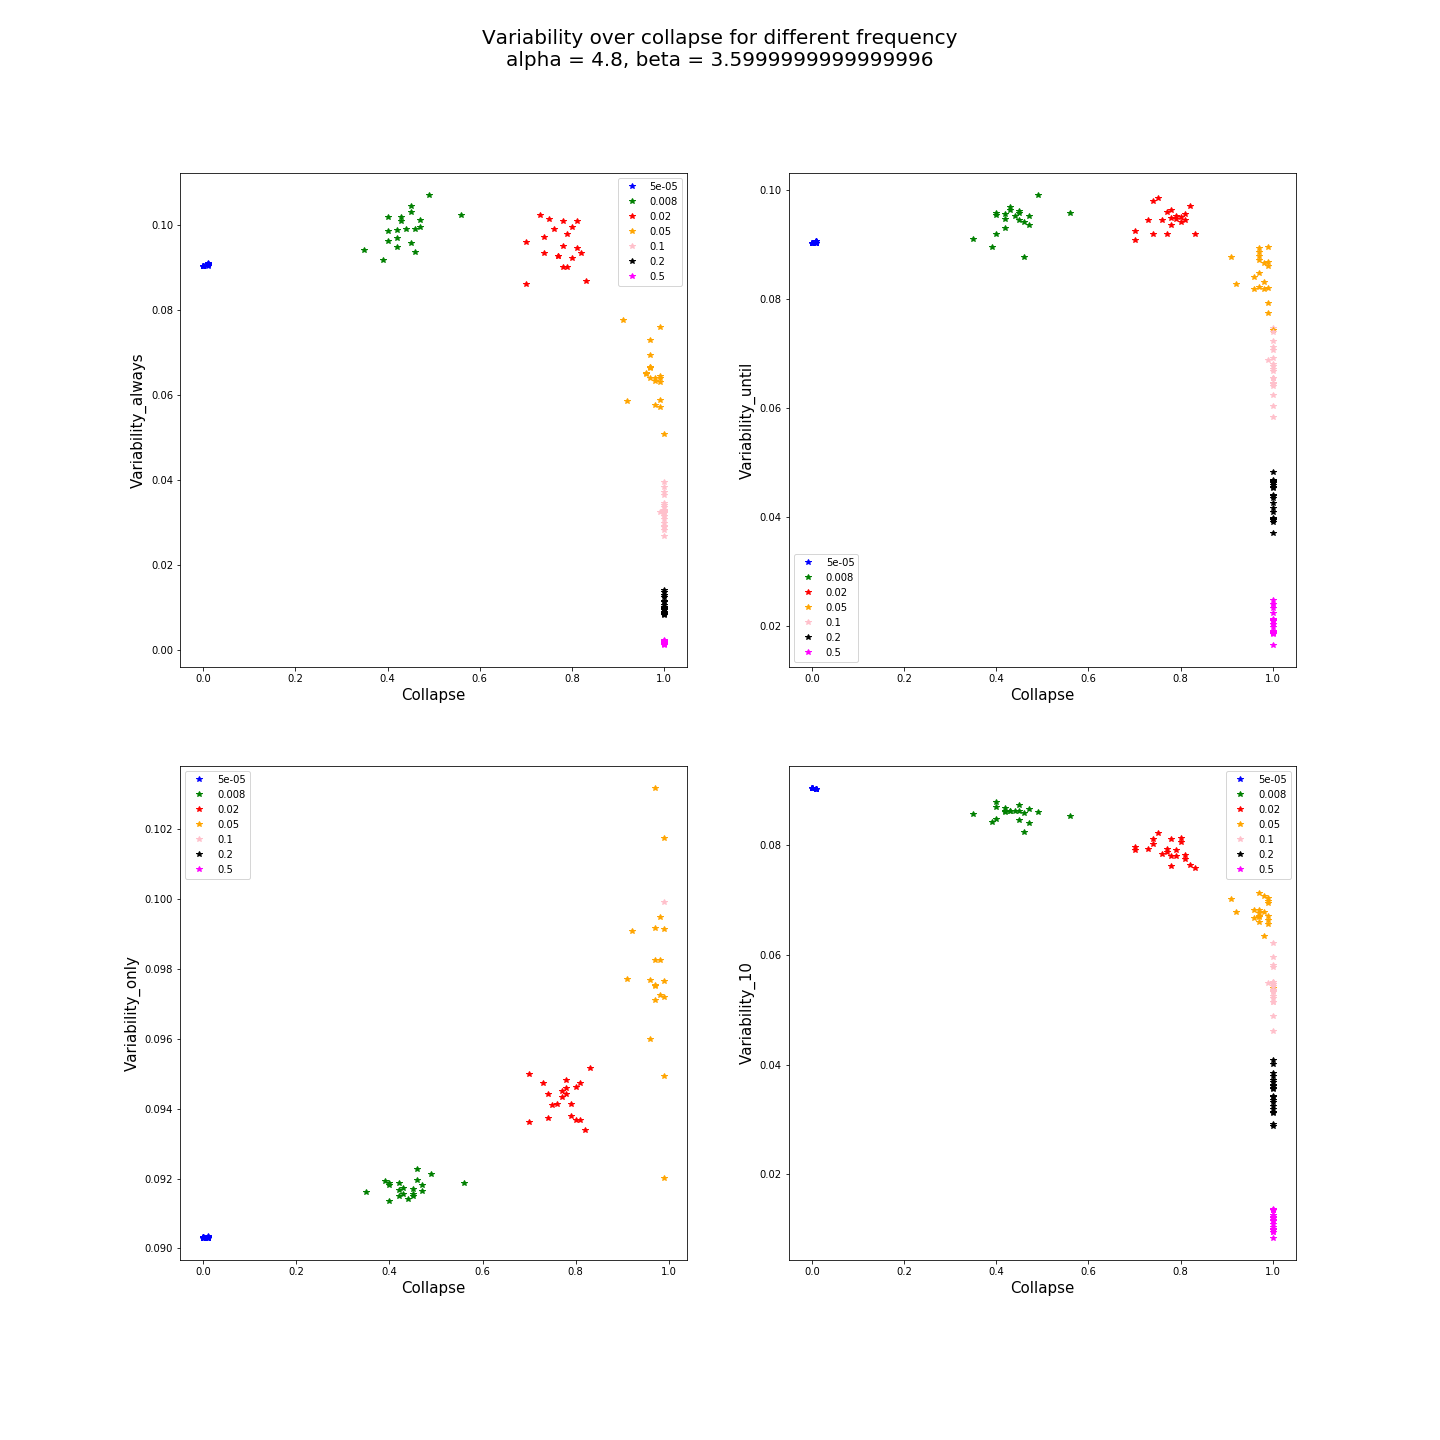 Variability over collapse for different frequency
alpha = 4.8, beta = 3.5999999999999996
5e-05
0.008
0.02
0.05
0.1
0.2
0.5
0.10
0.08
0.06
0.04
0.02
0.00
Variability_always
0.0 0.2 0.4 0.6 0.8 1.0
Collapse
0.10
0.08
0.06
0.04
0.02
Variability_until
5e-05
0.008
0.02
0.05
0.1
0.2
0.5
0.0 0.2 0.4 0.6 0.8 1.0
Collapse
5e-05
0.008
0.02
0.05
0.1
0.2
0.5
0.102
0.100
0.098
0.096
0.094
0.092
0.090
Variability_only
0.0 0.2 0.4 0.6 0.8 1.0
Collapse
5e-05
0.008
0.02
0.05
0.1
0.2
0.5
0.08
0.06
0.04
0.02
Variability_10
0.0 0.2 0.4 0.6 0.8 1.0
Collapse